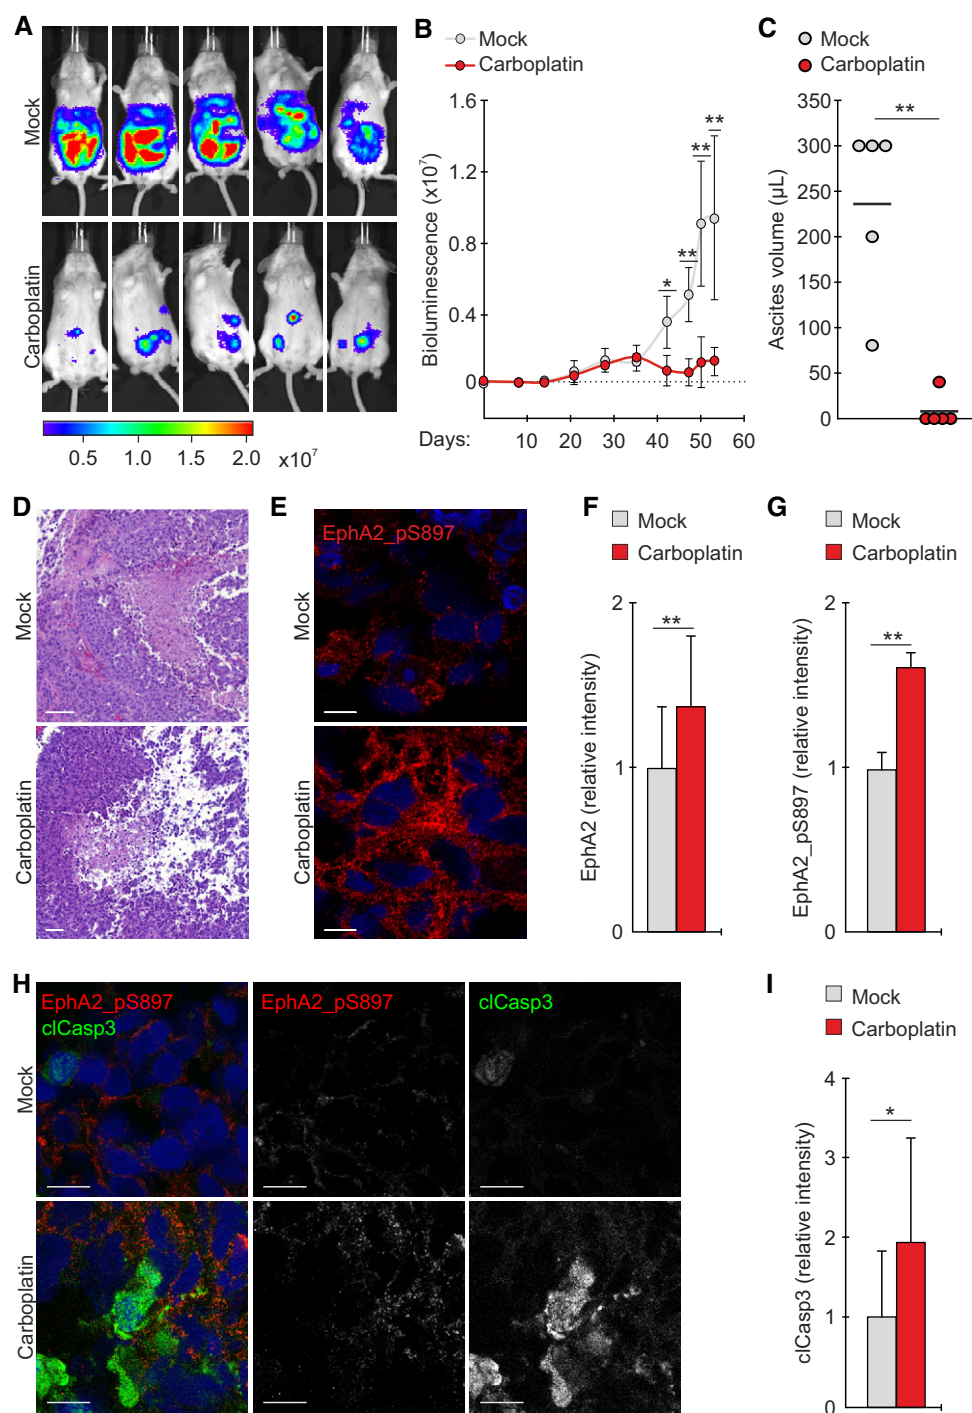 A
Mock
Carboplatin
0.5 1.0 1.5 2.0 x10⁷
B
Mock
Carboplatin
Bioluminescence (x10⁷)
1.6
1.2
0.8
0.4
0
* ** ** **
Days: 10 20 30 40 50 60
C
Mock
Carboplatin
Ascites volume (µL)
350
300
250
200
150
100
50
0
**
D
Mock
Carboplatin
E
EphA2_pS897
Mock
Carboplatin
F
Mock
Carboplatin
EphA2 (relative intensity)
2
1
0
**
G
Mock
Carboplatin
EphA2_pS897 (relative intensity)
2
1
0
**
H
EphA2_pS897
clCasp3
EphA2_pS897
clCasp3
Mock
Carboplatin
I
Mock
Carboplatin
clCasp3 (relative intensity)
4
3
2
1
0
*